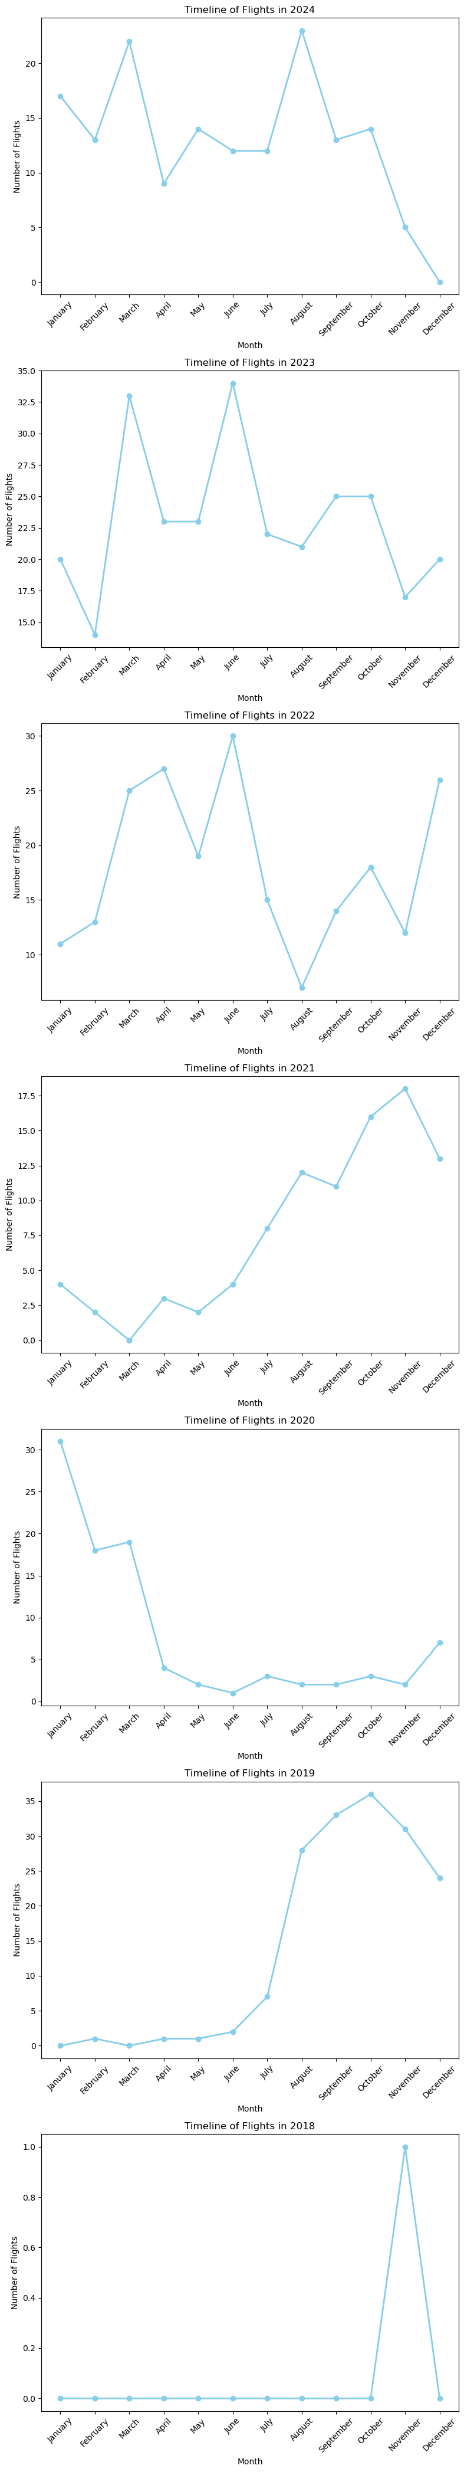 Timeline of Flights in 2024
Number of Flights
20
15
10
5
0
January
February
March
April
May
June
July
August
September
October
November
December
Month
Timeline of Flights in 2023
Number of Flights
35.0
32.5
30.0
27.5
25.0
22.5
20.0
17.5
15.0
January
February
March
April
May
June
July
August
September
October
November
December
Month
Timeline of Flights in 2022
Number of Flights
30
25
20
15
10
January
February
March
April
May
June
July
August
September
October
November
December
Month
Timeline of Flights in 2021
Number of Flights
17.5
15.0
12.5
10.0
7.5
5.0
2.5
0.0
January
February
March
April
May
June
July
August
September
October
November
December
Month
Timeline of Flights in 2020
Number of Flights
30
25
20
15
10
5
0
January
February
March
April
May
June
July
August
September
October
November
December
Month
Timeline of Flights in 2019
Number of Flights
35
30
25
20
15
10
5
0
January
February
March
April
May
June
July
August
September
October
November
December
Month
Timeline of Flights in 2018
Number of Flights
1.0
0.8
0.6
0.4
0.2
0.0
January
February
March
April
May
June
July
August
September
October
November
December
Month